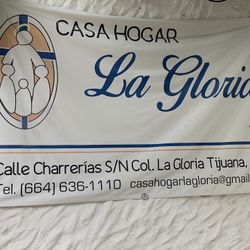 CASA HOGAR
La Gloria
Calle Charrerías S/N Col. La Gloria Tijuana,
Tel. (664) 636-1110 casahogarlagloria@gmail